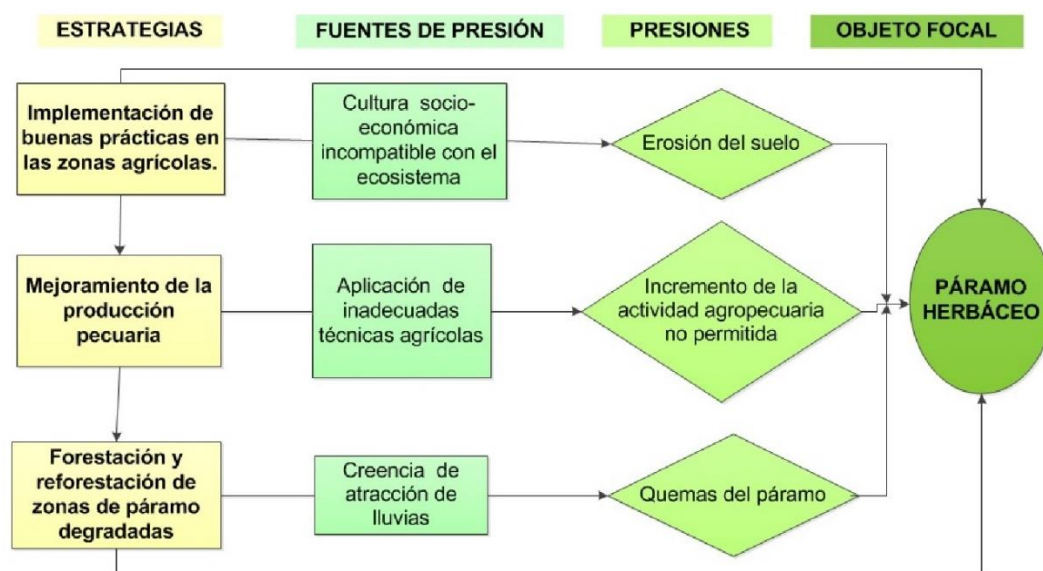 ESTRATEGIAS
FUENTES DE PRESIÓN
PRESIONES
OBJETO FOCAL
Implementación de
buenas prácticas en
las zonas agrícolas.
Cultura socio-
económica
incompatible con el
ecosistema
Erosión del suelo
Mejoramiento de la
producción
pecuaria
Aplicación de
inadecuadas
técnicas agrícolas
Incremento de la
actividad agropecuaria
no permitida
PÁRAMO
HERBÁCEO
Forestación y
reforestación de
zonas de páramo
degradadas
Creencia de
atracción de
lluvias
Quemas del páramo